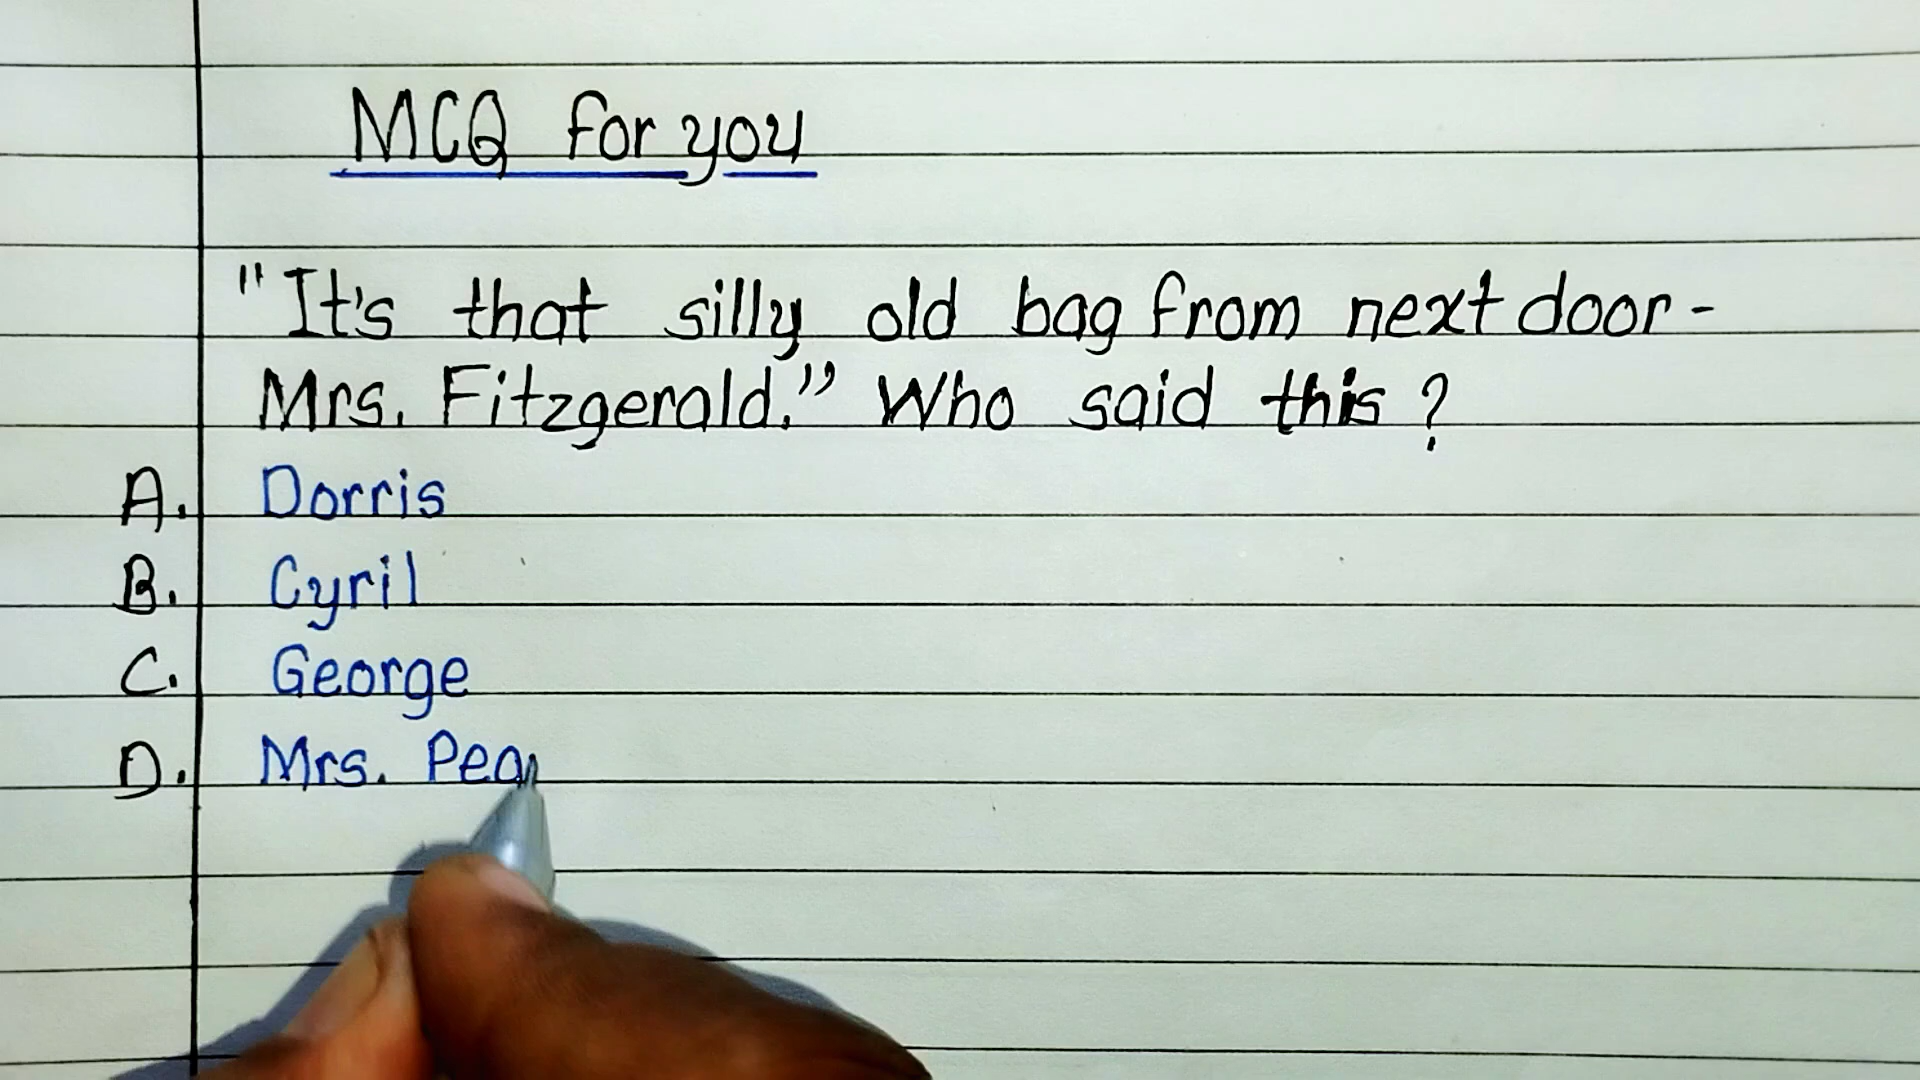 MCQ for you
"It's that silly old bag from next door -
Mrs. Fitzgerald.” Who said this ?
A. Dorris
B. Cyril
C. George
D. Mrs. Pea